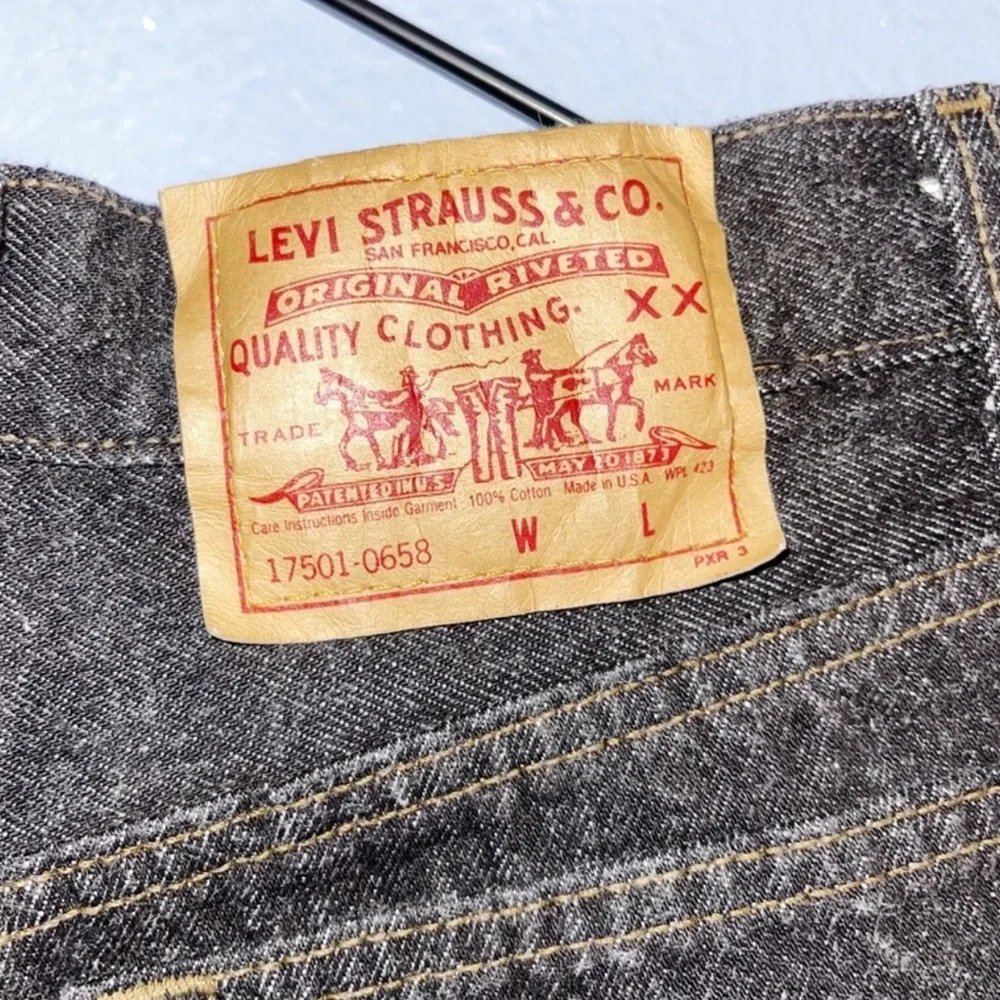 LEVI STRAUSS & CO.
SAN FRANCISCO, CAL.
ORIGINAL RIVETED
QUALITY CLOTHING. XX
TRADE MARK
PATENTED IN U.S. MAY 20 1873
Care Instructions Inside Garment 100% Cotton Made in U.S.A. WPL 423
17501-0658 W L
PXR 3